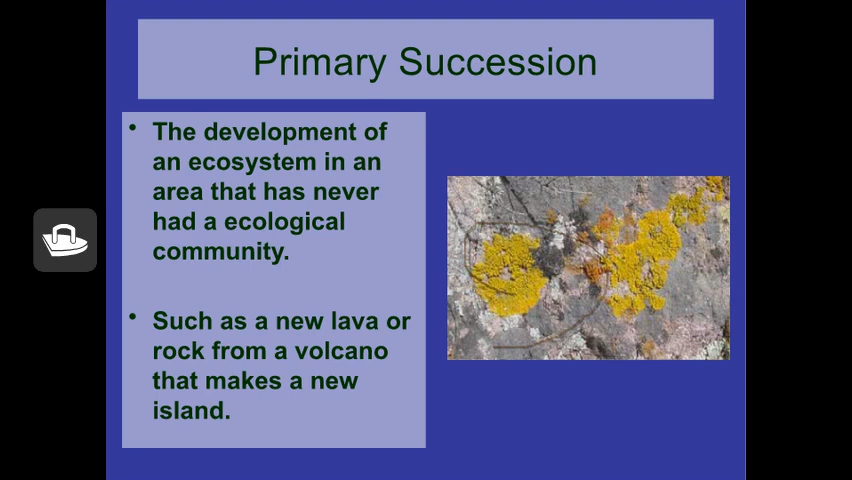 Primary Succession
• The development of
an ecosystem in an
area that has never
had a ecological
community.
• Such as a new lava or
rock from a volcano
that makes a new
island.